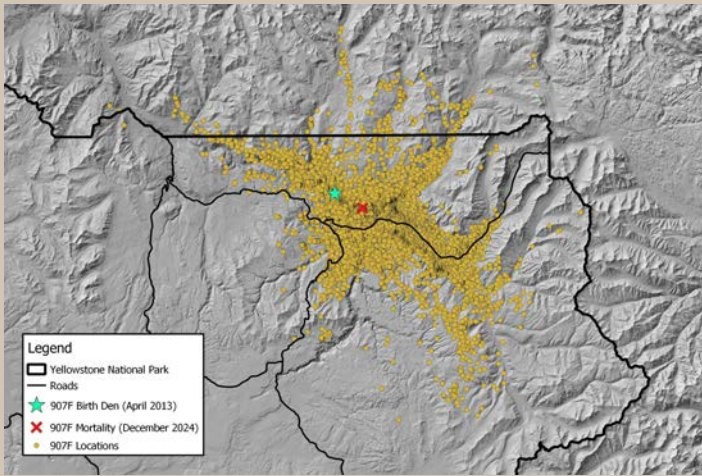 Legend
Yellowstone National Park
Roads
907F Birth Den (April 2013)
907F Mortality (December 2024)
907F Locations